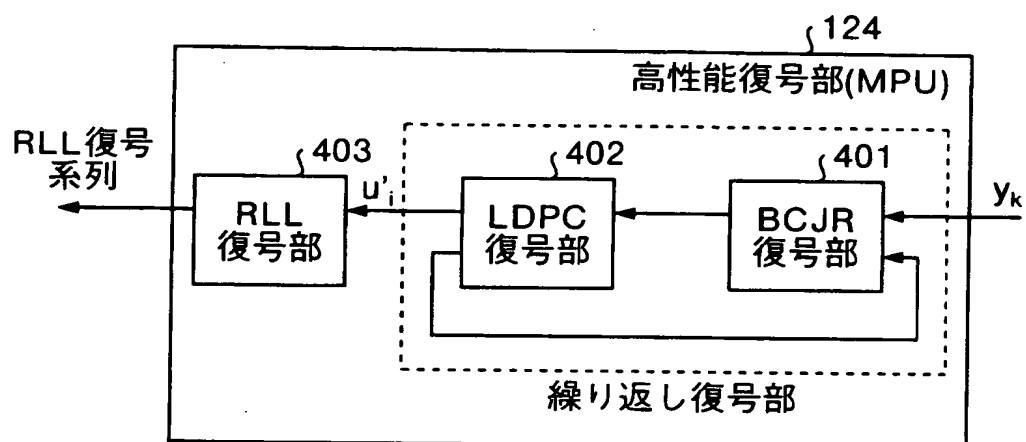 124
高性能復号部(MPU)
RLL復号
系列
403
u'i
402
401
yk
RLL
復号部
LDPC
復号部
BCJR
復号部
繰り返し復号部